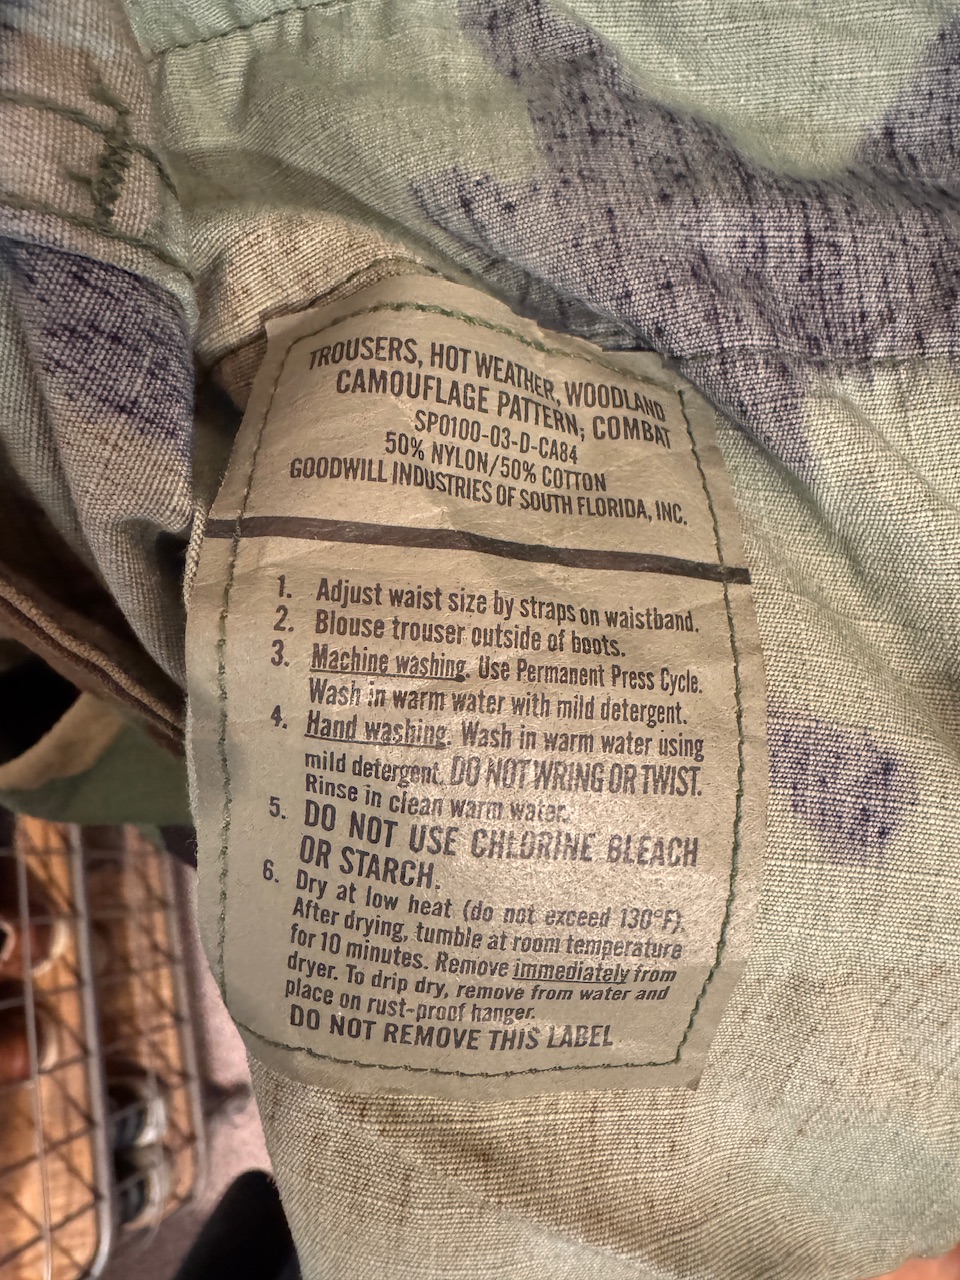 TROUSERS, HOT WEATHER, WOODLAND
CAMOUFLAGE PATTERN; COMBAT
SP0100-03-D-CA84
50% NYLON/50% COTTON
GOODWILL INDUSTRIES OF SOUTH FLORIDA, INC.
1. Adjust waist size by straps on waistband.
2. Blouse trouser outside of boots.
3. Machine washing. Use Permanent Press Cycle.
Wash in warm water with mild detergent.
4. Hand washing. Wash in warm water using
mild detergent. DO NOT WRING OR TWIST.
Rinse in clean warm water.
5. DO NOT USE CHLORINE BLEACH
OR STARCH.
6. Dry at low heat (do not exceed 130°F).
After drying, tumble at room temperature
for 10 minutes. Remove immediately from
dryer. To drip dry, remove from water and
place on rust-proof hanger.
DO NOT REMOVE THIS LABEL